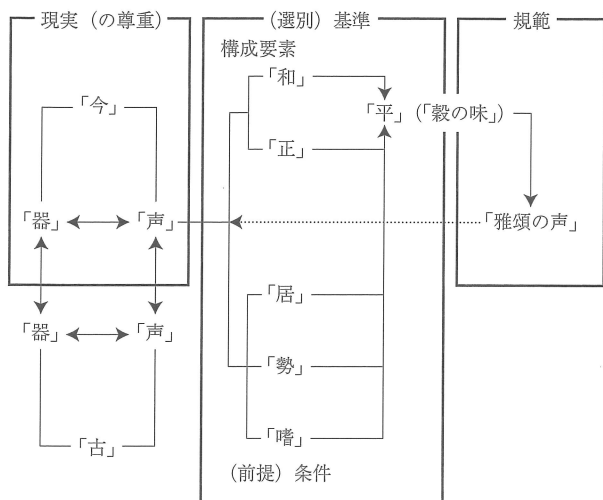 現実（の尊重）
（選別）基準
規範
構成要素
「和」
「今」
「平」（「穀の味」）
「正」
「器」
「声」
「雅頌の声」
「居」
「器」
「声」
「勢」
「嗜」
「古」
（前提）条件